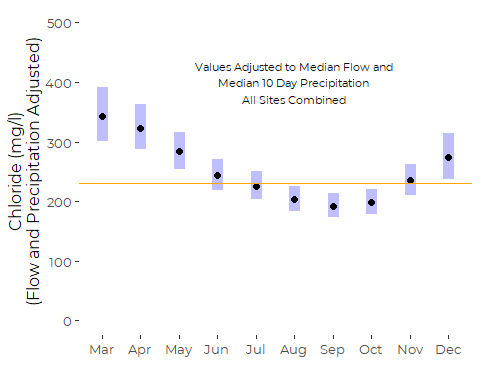 Chloride (mg/l)
(Flow and Precipitation Adjusted)
500
400
300
200
100
0
Values Adjusted to Median Flow and
Median 10 Day Precipitation
All Sites Combined
Mar Apr May Jun Jul Aug Sep Oct Nov Dec